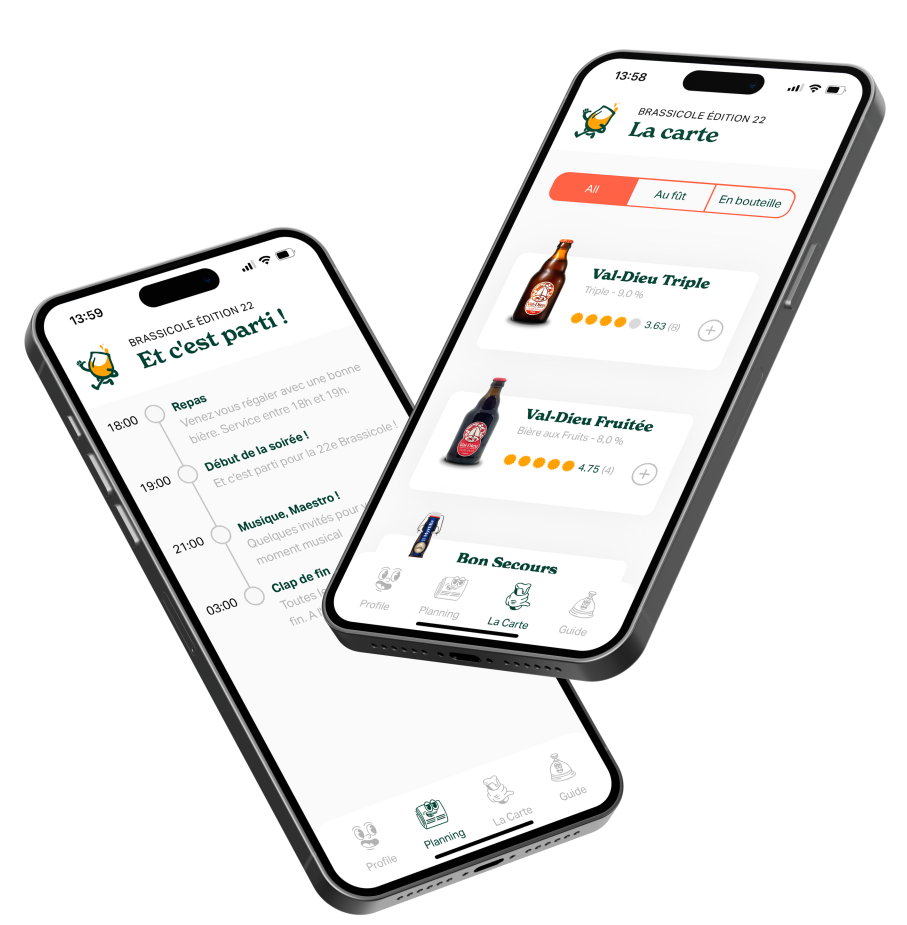 13:59
BRASSICOLE ÉDITION 22
Et c'est parti !
18:00
Repas
Venez vous régaler avec une bonne
bière. Service entre 18h et 19h.
19:00
Début de la soirée !
Et c'est parti pour la 22e Brassicole !
21:00
Musique, Maestro !
Quelques invités pour
moment musical
03:00
Clap de fin
Toutes
fin. A
Profile
Planning
La Carte
Guide
13:58
BRASSICOLE ÉDITION 22
La carte
All
Au fût
En bouteille
Val-Dieu Triple
Triple - 9,0 %
3.63 (8)
Val-Dieu Fruitée
Bière aux Fruits - 8,0 %
4.75 (4)
Bon Secours
Profile
Planning
La Carte
Guide